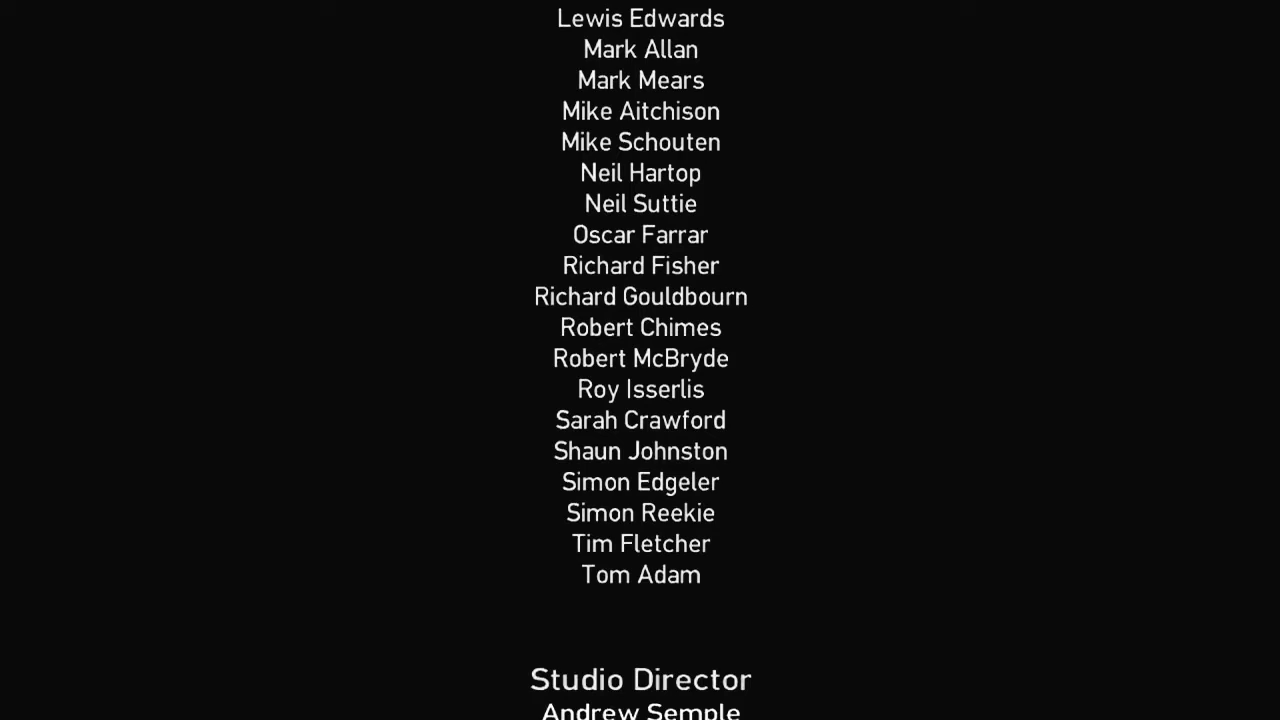 Lewis Edwards
Mark Allan
Mark Mears
Mike Aitchison
Mike Schouten
Neil Hartop
Neil Suttie
Oscar Farrar
Richard Fisher
Richard Gouldbourn
Robert Chimes
Robert McBryde
Roy Isserlis
Sarah Crawford
Shaun Johnston
Simon Edgeler
Simon Reekie
Tim Fletcher
Tom Adam
Studio Director
Andrew Semple